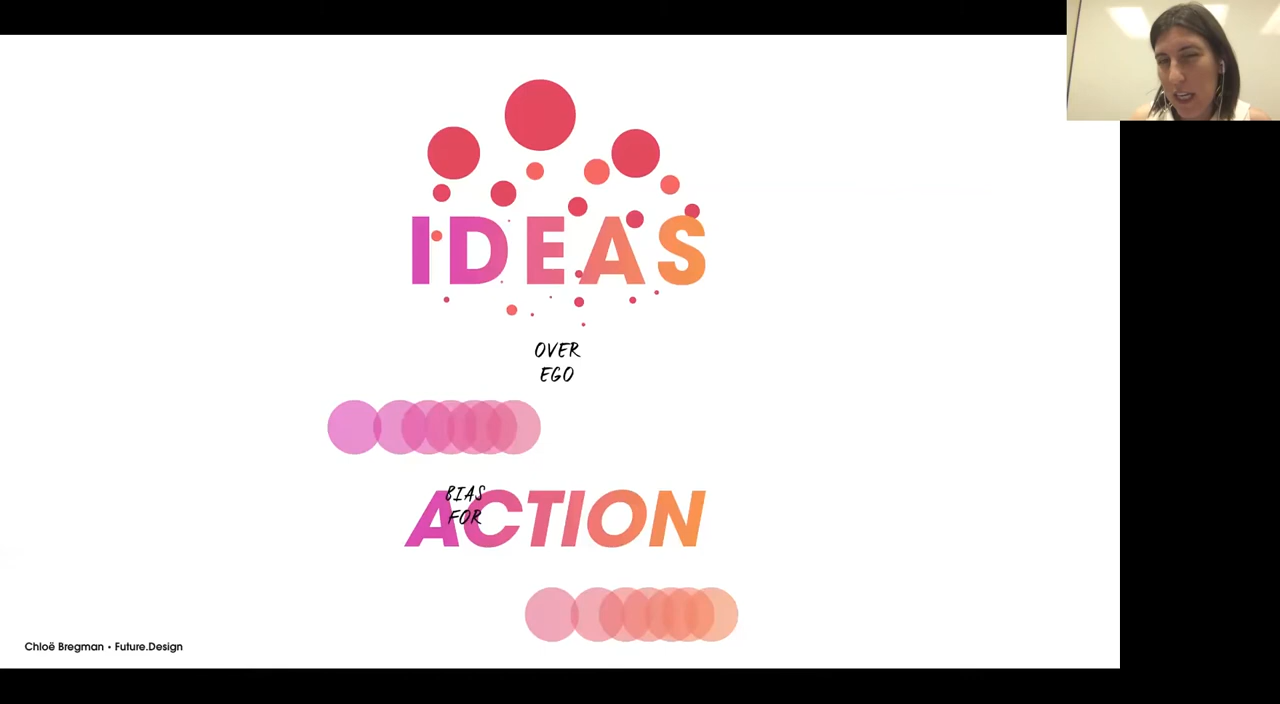 IDEAS
OVER
EGO
BIAS
FOR
ACTION
Chloë Bregman • Future.Design